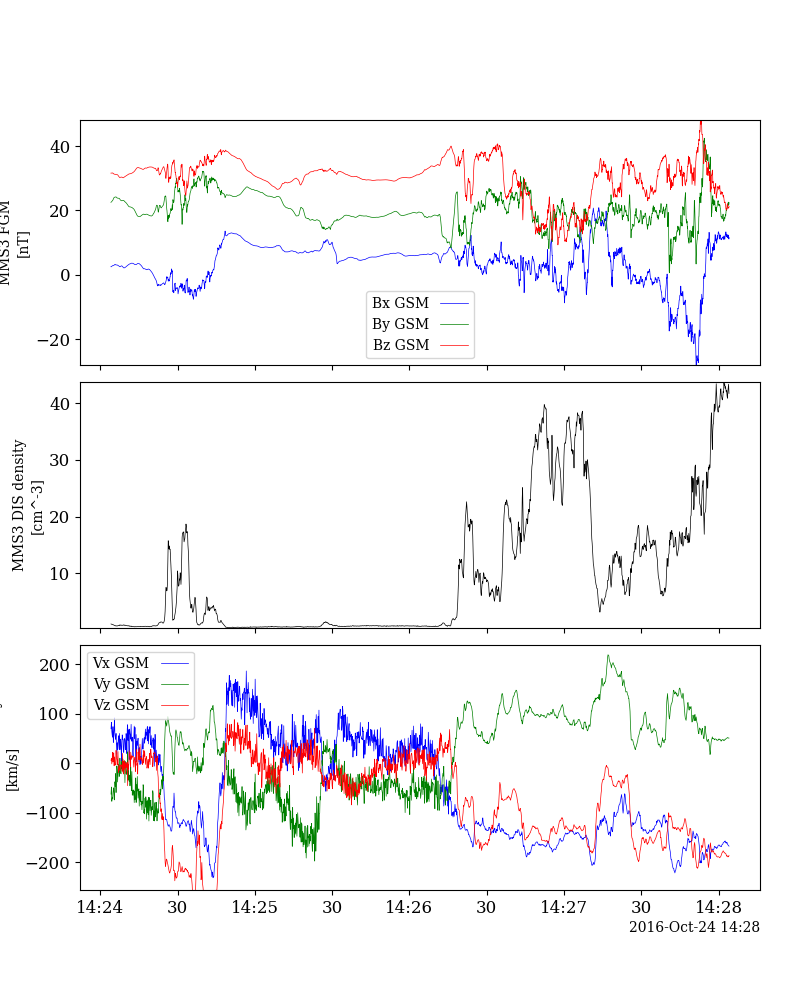 40
20
0
−20
MMS3 FGM
[nT]
Bx GSM
By GSM
Bz GSM
40
30
20
10
MMS3 DIS density
[cm^-3]
200
100
0
−100
−200
[km/s]
Vx GSM
Vy GSM
Vz GSM
14:24 30 14:25 30 14:26 30 14:27 30 14:28
2016-Oct-24 14:28